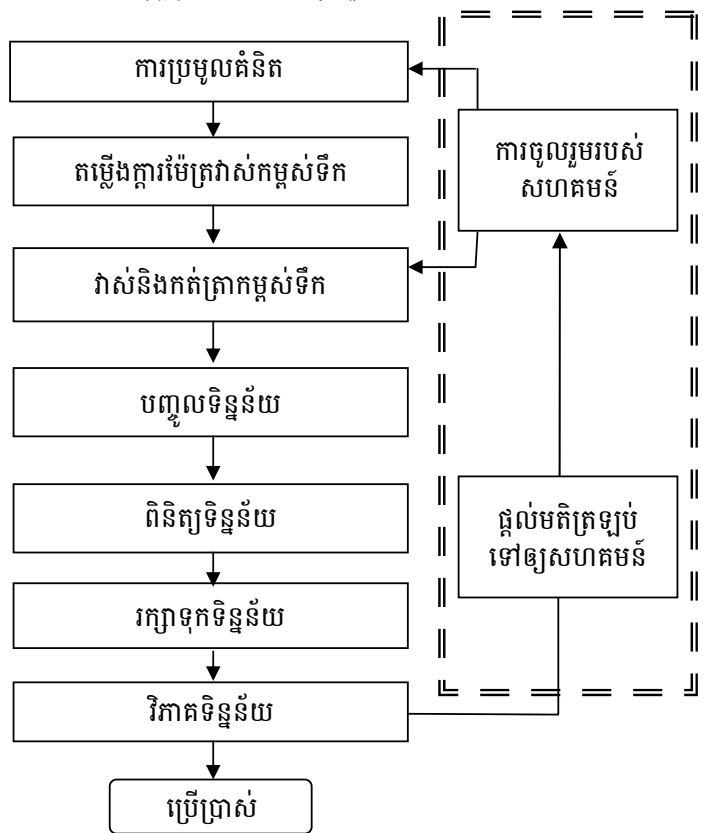 ការប្រមូលគំនិត
តម្លើងក្តារម៉ែត្រវាស់កម្ពស់ទឹក
វាស់និងកត់ត្រាកម្ពស់ទឹក
បញ្ចូលទិន្នន័យ
ពិនិត្យទិន្នន័យ
រក្សាទុកទិន្នន័យ
វិភាគទិន្នន័យ
ប្រើប្រាស់
ការចូលរួមរបស់
សហគមន៍
ផ្តល់មតិត្រឡប់
ទៅឲ្យសហគមន៍